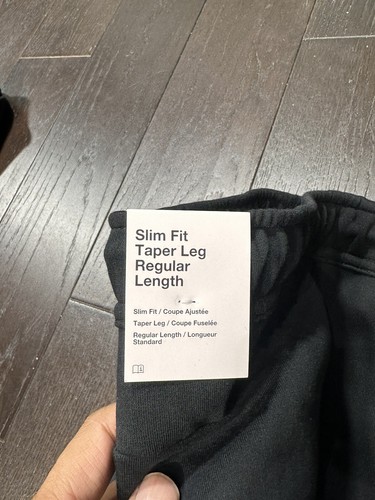 Slim Fit
Taper Leg
Regular
Length
Slim Fit / Coupe Ajustée
Taper Leg / Coupe Fuselée
Regular Length / Longueur
Standard